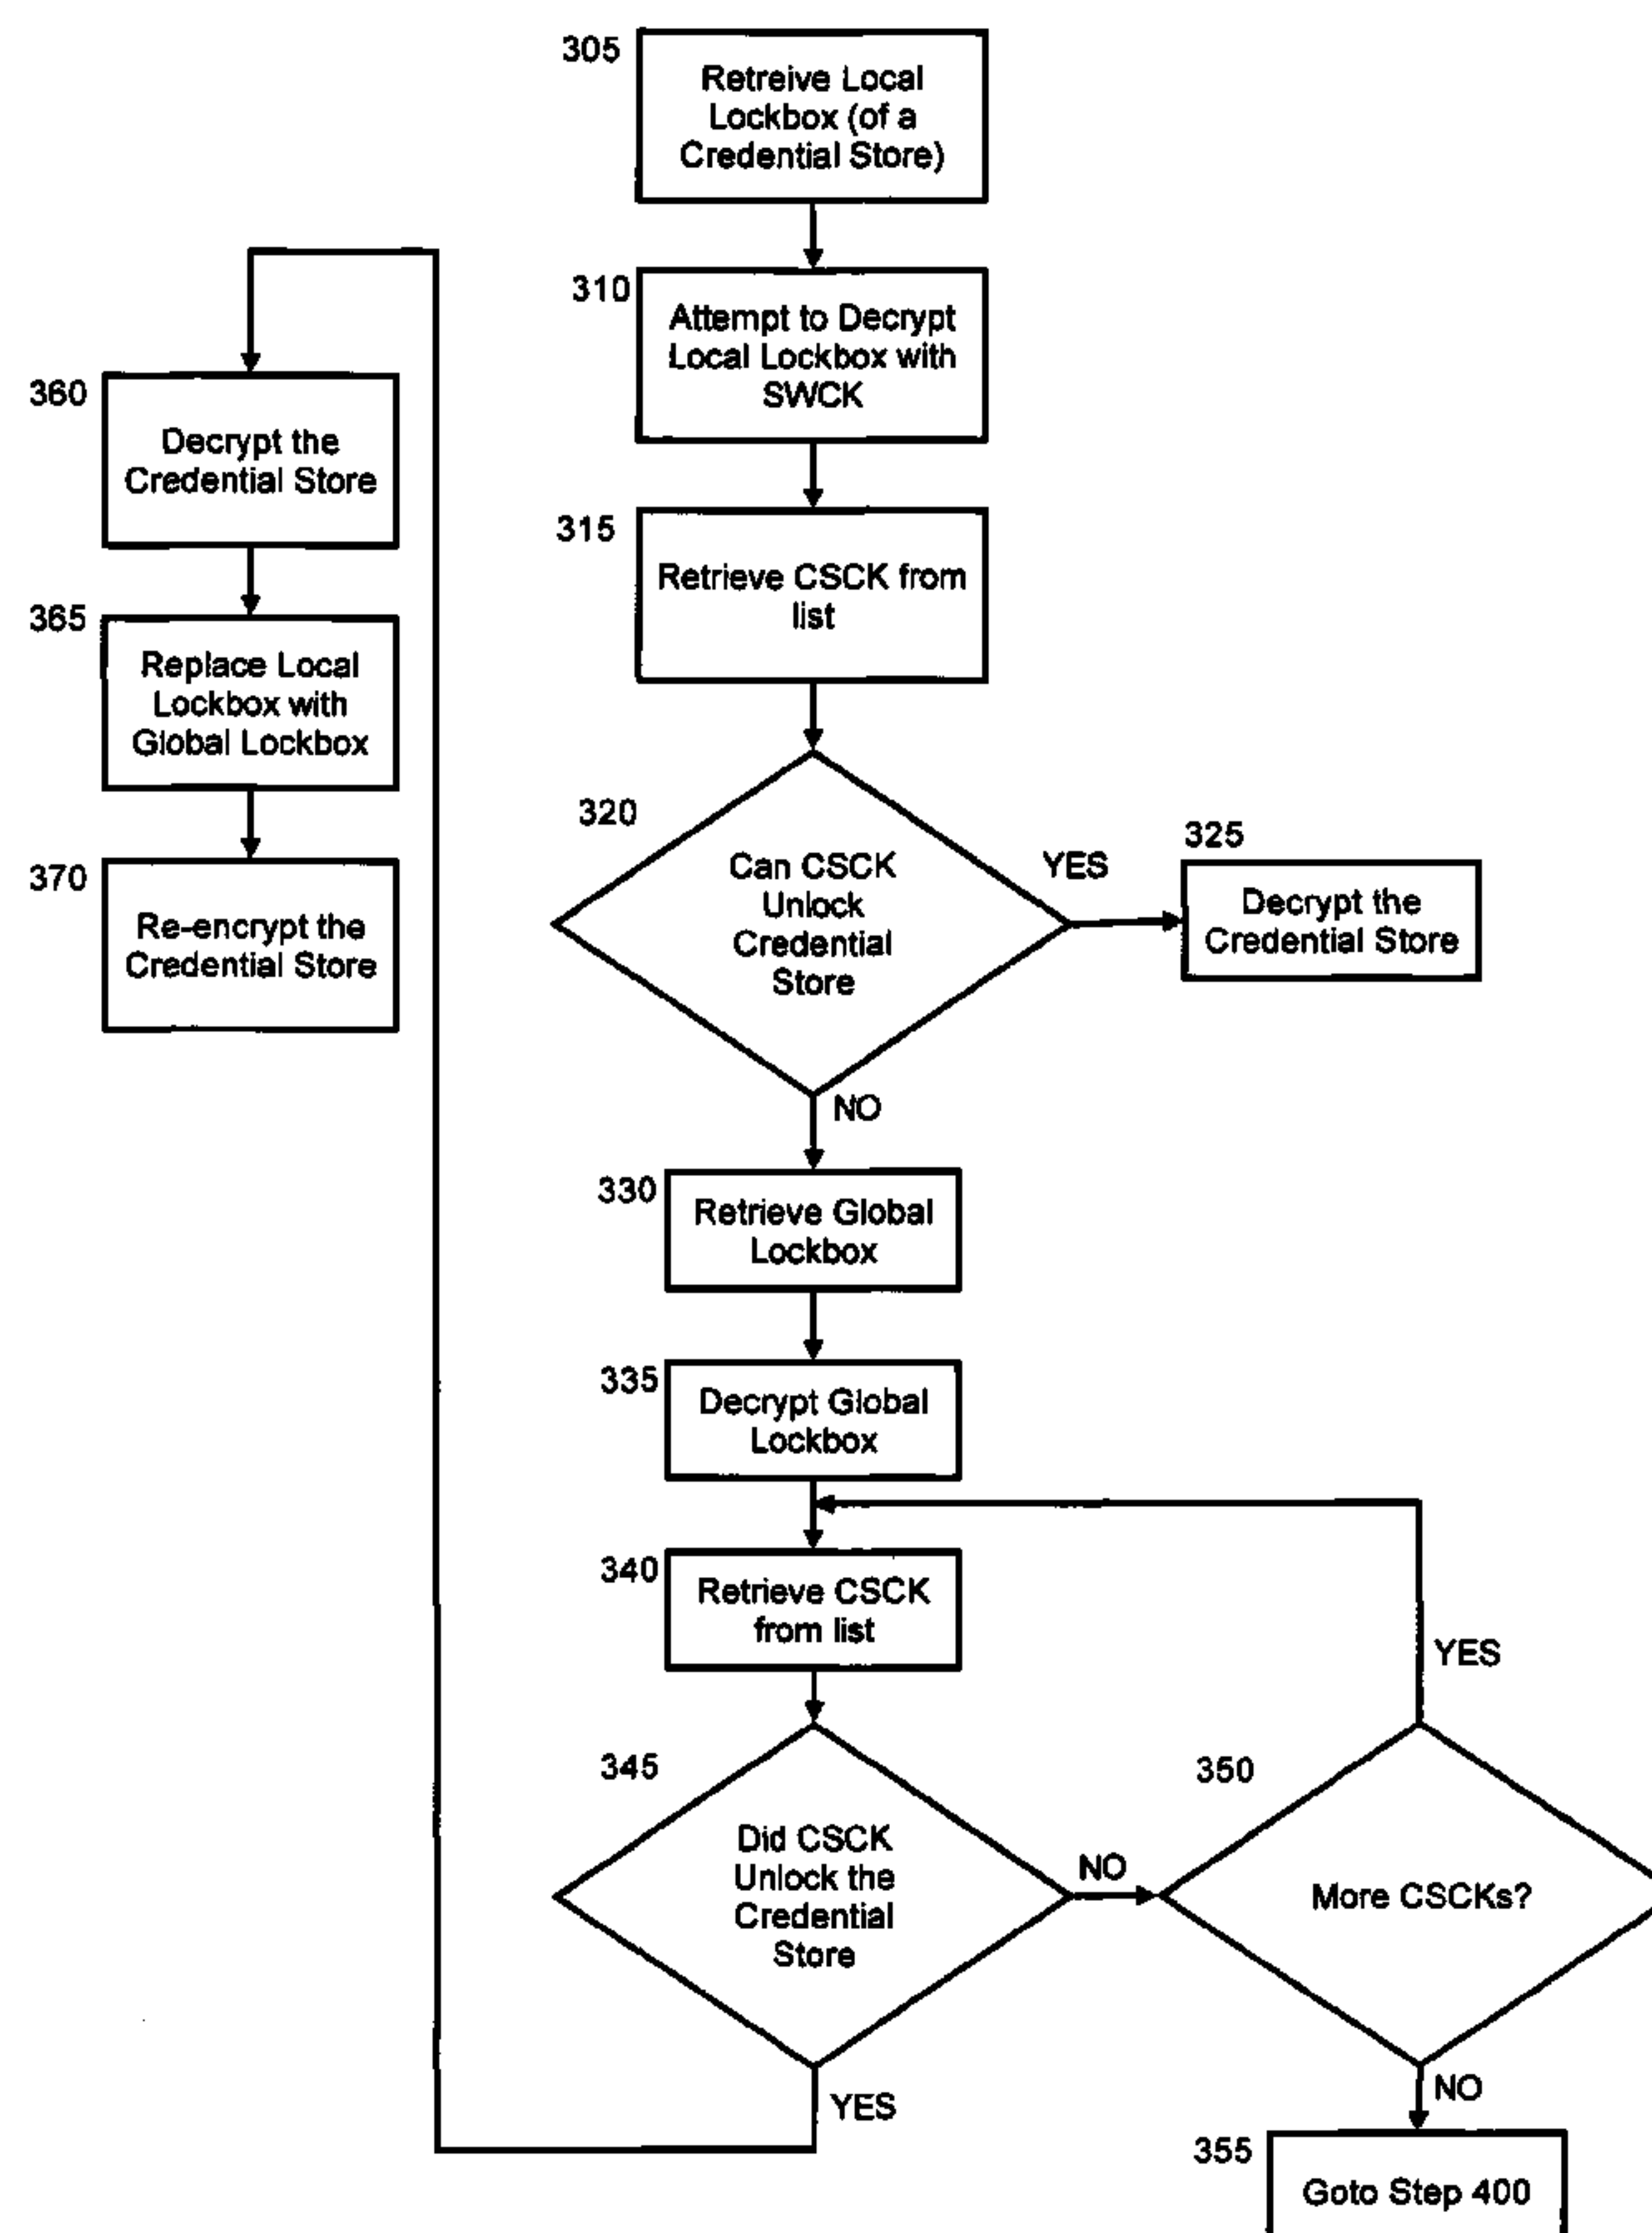 305
Retreive Local
Lockbox (of a
Credential Store)
310
Attempt to Decrypt
Local Lockbox with
SWCK
315
Retrieve CSCK from
list
320
Can CSCK
Unlock
Credential
Store
YES
325
Decrypt the
Credential Store
NO
330
Retrieve Global
Lockbox
335
Decrypt Global
Lockbox
340
Retrieve CSCK
from list
345
Did CSCK
Unlock the
Credential
Store
NO
350
More CSCKs?
YES
NO
355
Goto Step 400
YES
360
Decrypt the
Credential Store
365
Replace Local
Lockbox with
Global Lockbox
370
Re-encrypt the
Credential Store